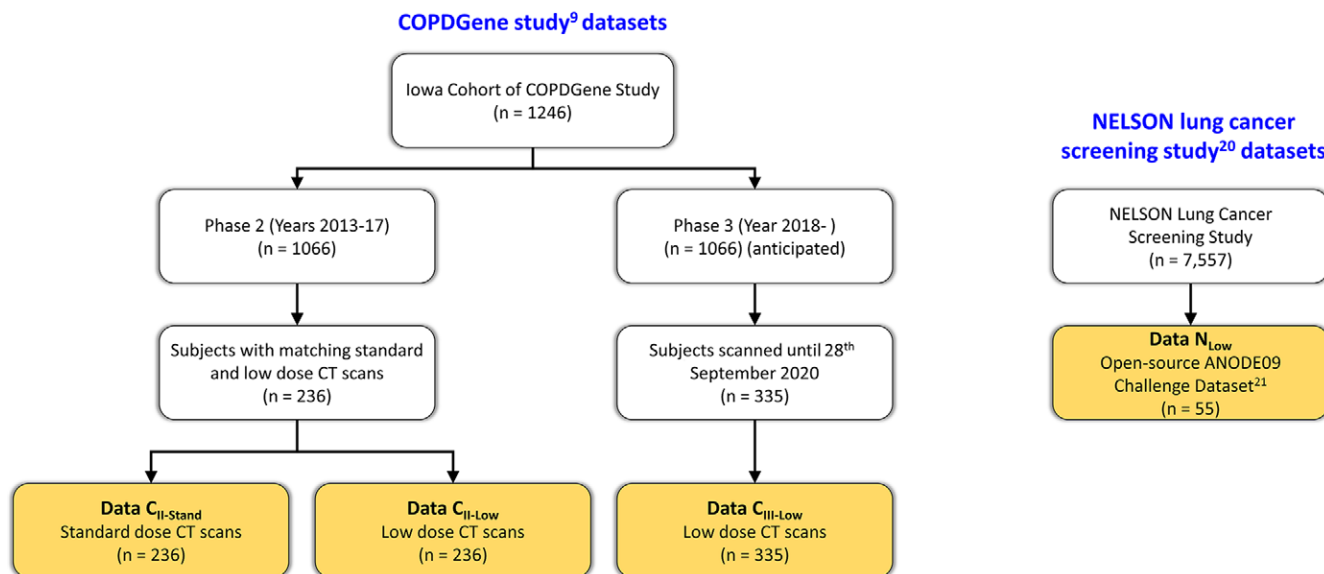 COPDGene study⁹ datasets
Iowa Cohort of COPDGene Study
(n = 1246)
Phase 2 (Years 2013-17)
(n = 1066)
Phase 3 (Year 2018- )
(n = 1066) (anticipated)
Subjects with matching standard
and low dose CT scans
(n = 236)
Subjects scanned until 28th
September 2020
(n = 335)
Data CII-Stand
Standard dose CT scans
(n = 236)
Data CII-Low
Low dose CT scans
(n = 236)
Data CIII-Low
Low dose CT scans
(n = 335)
NELSON lung cancer
screening study²⁰ datasets
NELSON Lung Cancer
Screening Study
(n = 7,557)
Data NLow
Open-source ANODE09
Challenge Dataset²¹
(n = 55)